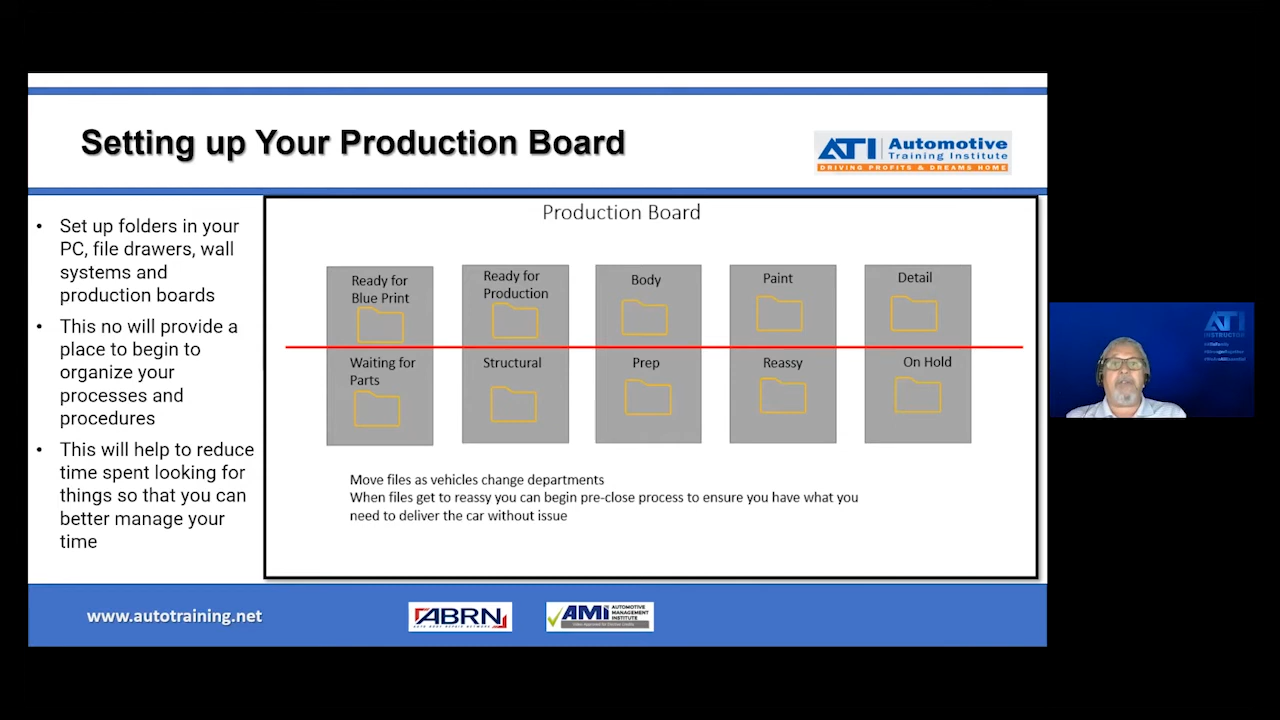 Setting up Your Production Board
ATI Automotive
Training Institute
DRIVING PROFITS & DREAMS HOME
• Set up folders in your
PC, file drawers, wall
systems and
production boards
• This no will provide a
place to begin to
organize your
processes and
procedures
• This will help to reduce
time spent looking for
things so that you can
better manage your
time
Production Board
Ready for
Blue Print
Ready for
Production
Body
Paint
Detail
Waiting for
Parts
Structural
Prep
Reassy
On Hold
Move files as vehicles change departments
When files get to reassy you can begin pre-close process to ensure you have what you
need to deliver the car without issue
www.autotraining.net
ABRN
AUTO BODY REPAIR NETWORK
AMi AUTOMOTIVE
MANAGEMENT
INSTITUTE
ATI
INSTRUCTOR